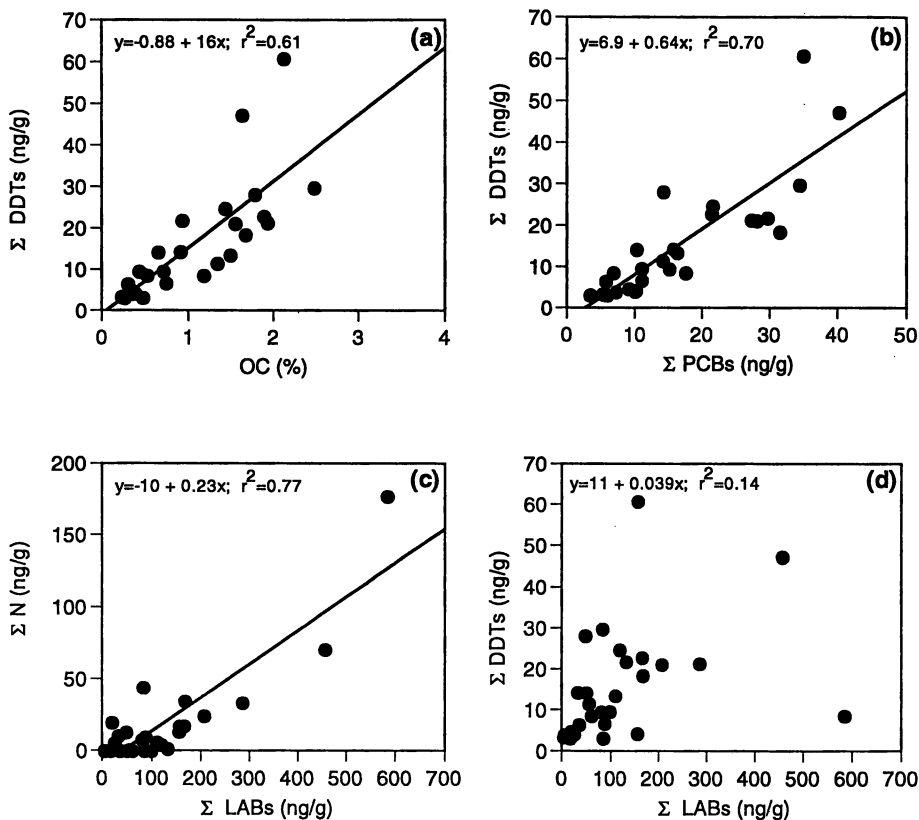 y=-0.88 + 16x; r²=0.61
(a)
70
60
50
40
30
20
10
0
Σ DDTs (ng/g)
0 1 2 3 4
OC (%)
y=6.9 + 0.64x; r²=0.70
(b)
70
60
50
40
30
20
10
0
Σ DDTs (ng/g)
0 10 20 30 40 50
Σ PCBs (ng/g)
y=-10 + 0.23x; r²=0.77
(c)
200
150
100
50
0
Σ N (ng/g)
0 100 200 300 400 500 600 700
Σ LABs (ng/g)
y=11 + 0.039x; r²=0.14
(d)
70
60
50
40
30
20
10
0
Σ DDTs (ng/g)
0 100 200 300 400 500 600 700
Σ LABs (ng/g)